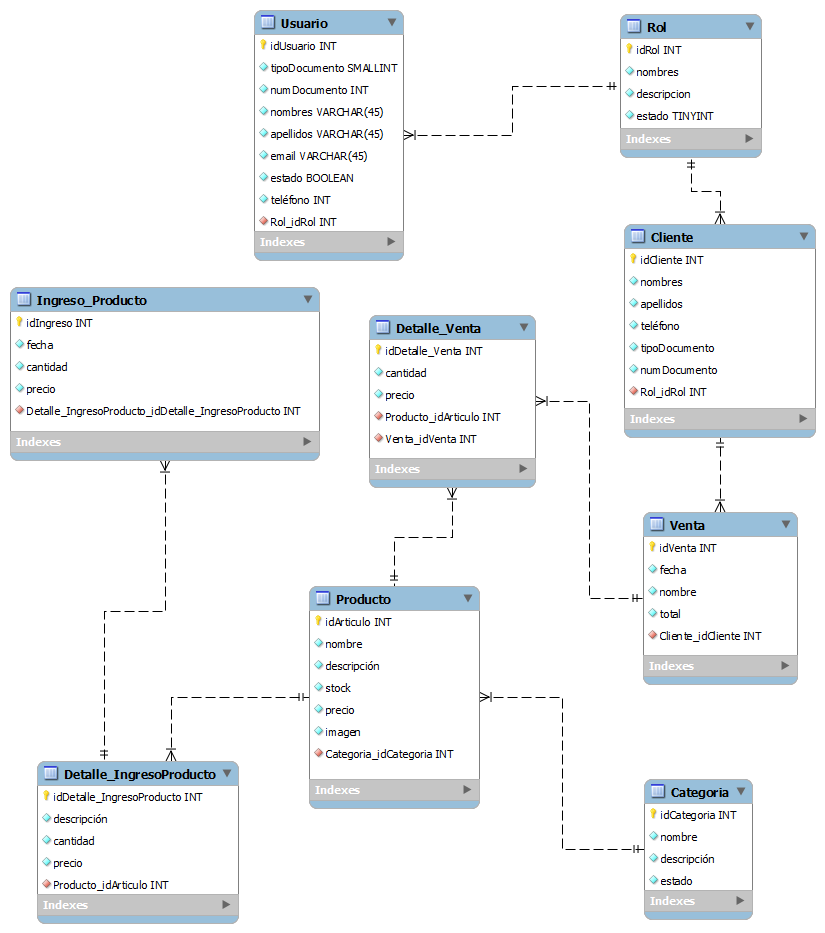 Usuario
idUsuario INT
tipoDocumento SMALLINT
numDocumento INT
nombres VARCHAR(45)
apellidos VARCHAR(45)
email VARCHAR(45)
estado BOOLEAN
teléfono INT
Rol_idRol INT
Indexes
Rol
idRol INT
nombres
descripcion
estado TINYINT
Indexes
Cliente
idCliente INT
nombres
apellidos
teléfono
tipoDocumento
numDocumento
Rol_idRol INT
Indexes
Ingreso_Producto
idIngreso INT
fecha
cantidad
precio
Detalle_IngresoProducto_idDetalle_IngresoProducto INT
Indexes
Detalle_Venta
idDetalle_Venta INT
cantidad
precio
Producto_idArticulo INT
Venta_idVenta INT
Indexes
Venta
idVenta INT
fecha
nombre
total
Cliente_idCliente INT
Indexes
Producto
idArticulo INT
nombre
descripción
stock
precio
imagen
Categoria_idCategoria INT
Indexes
Detalle_IngresoProducto
idDetalle_IngresoProducto INT
descripción
cantidad
precio
Producto_idArticulo INT
Indexes
Categoria
idCategoria INT
nombre
descripción
estado
Indexes